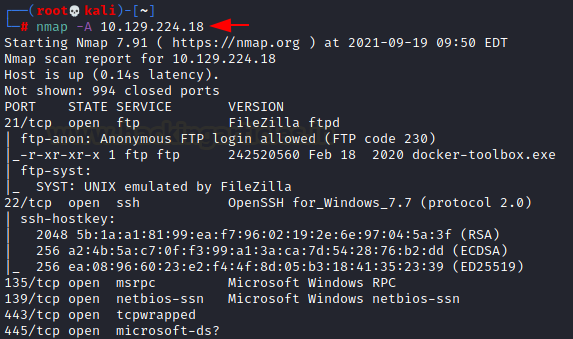 ┌──(root💀kali)-[~]
└─# nmap -A 10.129.224.18
Starting Nmap 7.91 ( https://nmap.org ) at 2021-09-19 09:50 EDT
Nmap scan report for 10.129.224.18
Host is up (0.14s latency).
Not shown: 994 closed ports
PORT    STATE SERVICE       VERSION
21/tcp  open  ftp           FileZilla ftpd
| ftp-anon: Anonymous FTP login allowed (FTP code 230)
|_-r-xr-xr-x 1 ftp ftp      242520560 Feb 18  2020 docker-toolbox.exe
| ftp-syst:
|_  SYST: UNIX emulated by FileZilla
22/tcp  open  ssh           OpenSSH for_Windows_7.7 (protocol 2.0)
| ssh-hostkey:
|   2048 5b:1a:a1:81:99:ea:f7:96:02:19:2e:6e:97:04:5a:3f (RSA)
|   256 a2:4b:5a:c7:0f:f3:99:a1:3a:ca:7d:54:28:76:b2:dd (ECDSA)
|_  256 ea:08:96:60:23:e2:f4:4f:8d:05:b3:18:41:35:23:39 (ED25519)
135/tcp open  msrpc         Microsoft Windows RPC
139/tcp open  netbios-ssn   Microsoft Windows netbios-ssn
443/tcp open  tcpwrapped
445/tcp open  microsoft-ds?